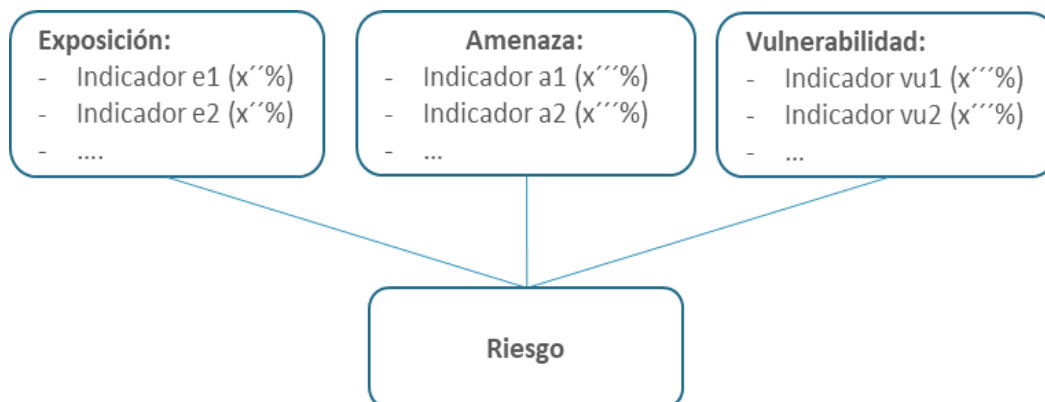 Exposición:
- Indicador e1 (x´´%)
- Indicador e2 (x´´%)
- ....
Amenaza:
- Indicador a1 (x´´´%)
- Indicador a2 (x´´´%)
- ...
Vulnerabilidad:
- Indicador vu1 (x´´´%)
- Indicador vu2 (x´´´%)
- ...
Riesgo